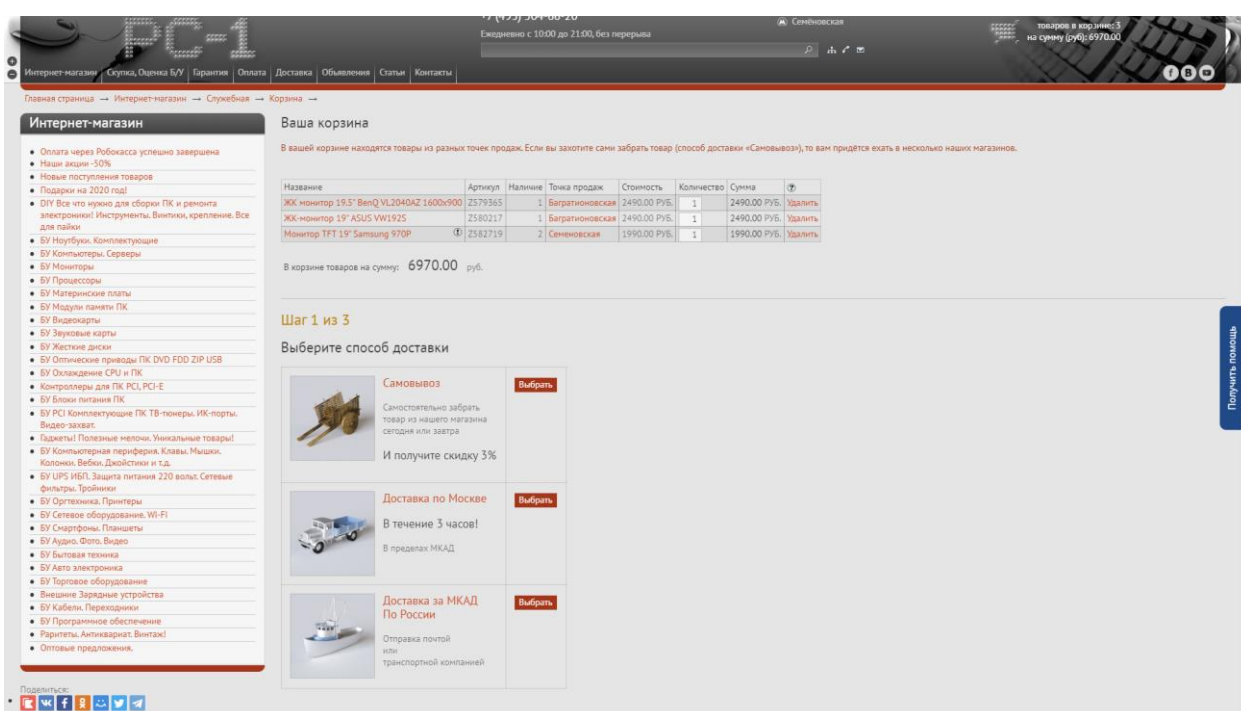 PC-1
+7 (495) 504-66-20
Ежедневно с 10:00 до 21:00, без перерыва
Семёновская
товаров в корзине: 3
на сумму (руб): 6970.00
Интернет-магазин
Скупка, Оценка Б/У
Гарантия
Оплата
Доставка
Объявления
Статьи
Контакты
Главная страница → Интернет-магазин → Служебная → Корзина →
Интернет-магазин
Оплата через Робокасса успешно завершена
Наши акции -50%
Новые поступления товаров
Подарки на 2020 год!
DIY Все что нужно для сборки ПК и ремонта
электроники! Инструменты. Винтики, крепление. Все
для пайки
БУ Ноутбуки. Комплектующие
БУ Компьютеры. Серверы
БУ Мониторы
БУ Процессоры
БУ Материнские платы
БУ Модули памяти ПК
БУ Видеокарты
БУ Звуковые карты
БУ Жесткие диски
БУ Оптические приводы ПК DVD FDD ZIP USB
БУ Охлаждение CPU и ПК
Контроллеры для ПК PCI, PCI-E
БУ Блоки питания ПК
БУ PCI Комплектующие ПК ТВ-тюнеры. ИК-порты.
Видео-захват.
Гаджеты! Полезные мелочи. Уникальные товары!
БУ Компьютерная периферия. Клавы. Мышки.
Колонки. Вебки. Джойстики и т.д.
БУ UPS ИБП. Защита питания 220 вольт. Сетевые
фильтры. Тройники
БУ Оргтехника. Принтеры
БУ Сетевое оборудование. Wi-Fi
БУ Смартфоны. Планшеты
БУ Аудио. Фото. Видео
БУ Бытовая техника
БУ Авто электроника
БУ Торговое оборудование
Внешние Зарядные устройства
БУ Кабели. Переходники
БУ Программное обеспечение
Раритеты. Антиквариат. Винтаж!
Оптовые предложения.
Поделиться:
Ваша корзина
В вашей корзине находятся товары из разных точек продаж. Если вы захотите сами забрать товар (способ доставки «Самовывоз»), то вам придётся ехать в несколько наших магазинов.
Название Артикул Наличие Точка продаж Стоимость Количество Сумма
ЖК монитор 19.5" BenQ VL2040AZ 1600x900 Z579365 1 Багратионовская 2490.00 РУБ. 1 2490.00 РУБ. Удалить
ЖК-монитор 19" ASUS VW192S Z580217 1 Багратионовская 2490.00 РУБ. 1 2490.00 РУБ. Удалить
Монитор TFT 19" Samsung 970P Z582719 2 Семеновская 1990.00 РУБ. 1 1990.00 РУБ. Удалить
В корзине товаров на сумму: 6970.00 руб.
Шаг 1 из 3
Выберите способ доставки
Самовывоз
Выбрать
Самостоятельно забрать
товар из нашего магазина
сегодня или завтра
И получите скидку 3%
Доставка по Москве
Выбрать
В течение 3 часов!
В пределах МКАД
Доставка за МКАД
По России
Выбрать
Отправка почтой
или
транспортной компанией
Получить помощь